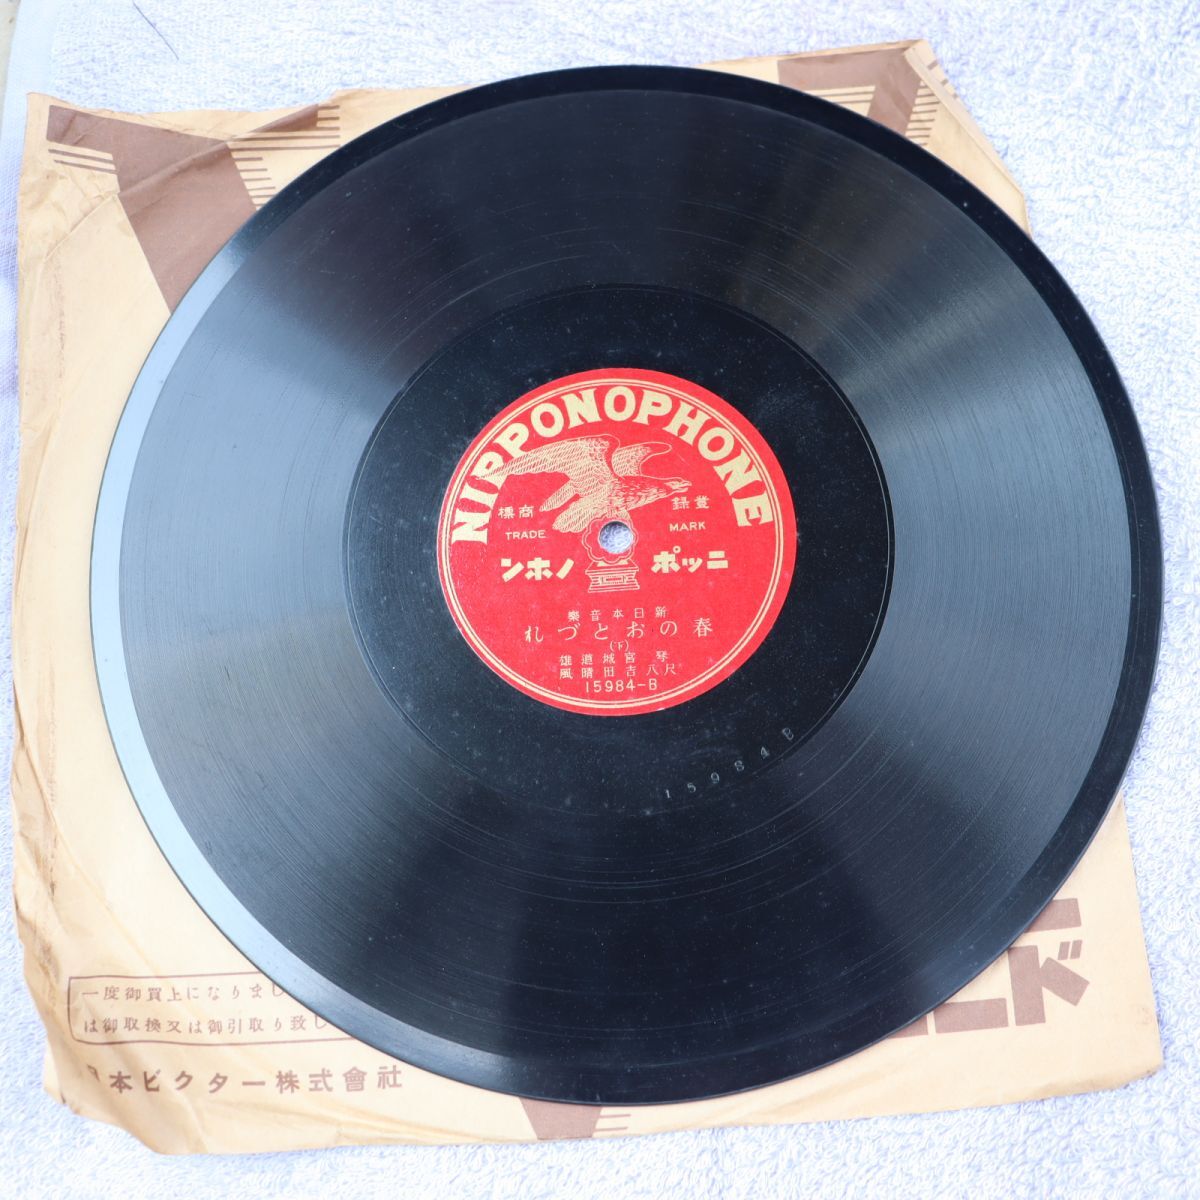 NIPPONOPHONE
登録 商標
TRADE MARK
ニッポノホン
新日本音樂
春のおとづれ
(下)
琴 宮城道雄
尺八 吉田晴風
15984-B
15984B
一度御買上になりまし
は御取換又は御引取り致し
日本ビクター株式會社
ド